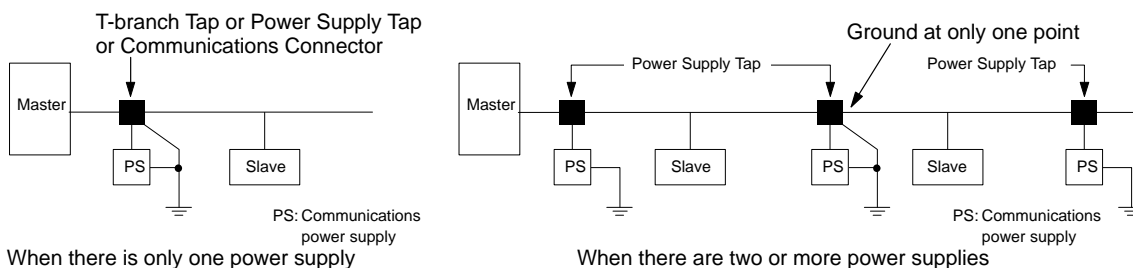 T-branch Tap or Power Supply Tap
or Communications Connector
Master
PS
Slave
PS: Communications
power supply
When there is only one power supply
Ground at only one point
Power Supply Tap
Power Supply Tap
Master
PS
Slave
PS
Slave
PS
PS: Communications
power supply
When there are two or more power supplies